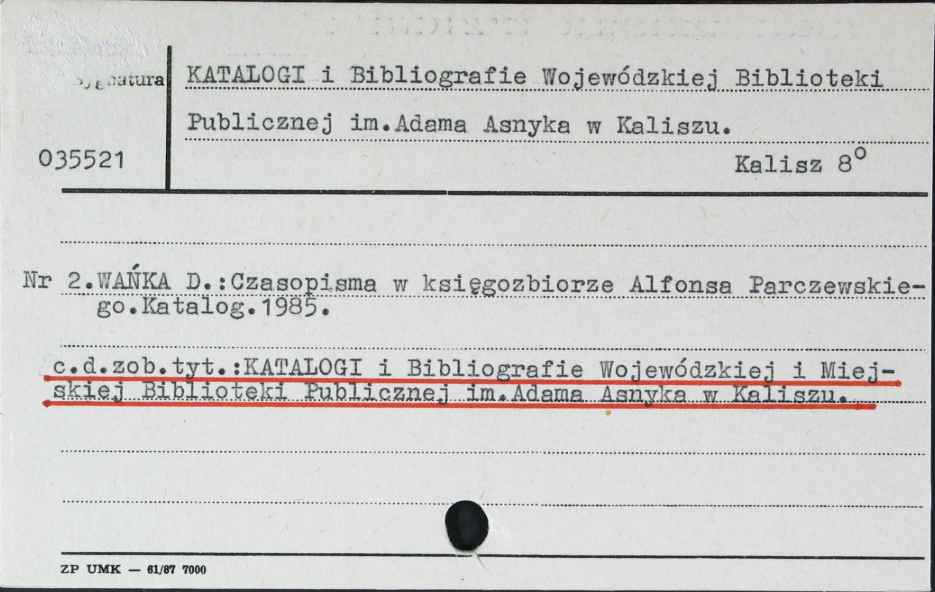 Sygnatura
KATALOGI i Bibliografie Wojewódzkiej Biblioteki
Publicznej im.Adama Asnyka w Kaliszu.
035521
Kalisz 8°
Nr 2.WAŃKA D.:Czasopisma w księgozbiorze Alfonsa Parczewskie-
go.Katalog.1985.
c.d.zob.tyt.:KATALOGI i Bibliografie Wojewódzkiej i Miej-
skiej Biblioteki Publicznej im.Adama Asnyka w Kaliszu.
ZP UMK — 61/87 7000